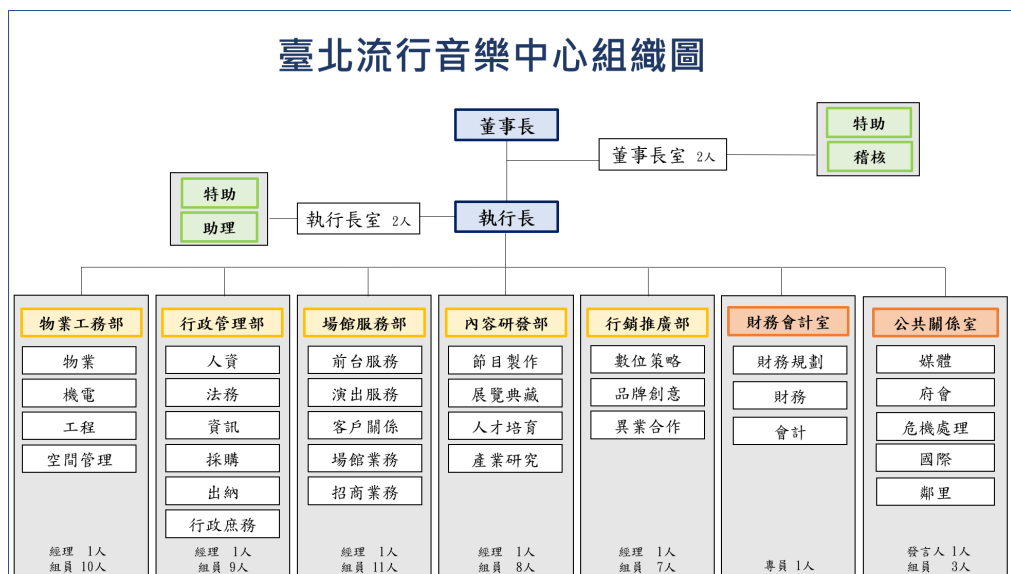 臺北流行音樂中心組織圖
董事長
董事長室 2人
特助
稽核
執行長
執行長室 2人
特助
助理
物業工務部
物業
機電
工程
空間管理
經理 1人
組員 10人
行政管理部
人資
法務
資訊
採購
出納
行政庶務
經理 1人
組員 9人
場館服務部
前台服務
演出服務
客戶關係
場館業務
招商業務
經理 1人
組員 11人
內容研發部
節目製作
展覽典藏
人才培育
產業研究
經理 1人
組員 8人
行銷推廣部
數位策略
品牌創意
異業合作
經理 1人
組員 7人
財務會計室
財務規劃
財務
會計
專員 1人
公共關係室
媒體
府會
危機處理
國際
鄰里
發言人 1人
組員 3人